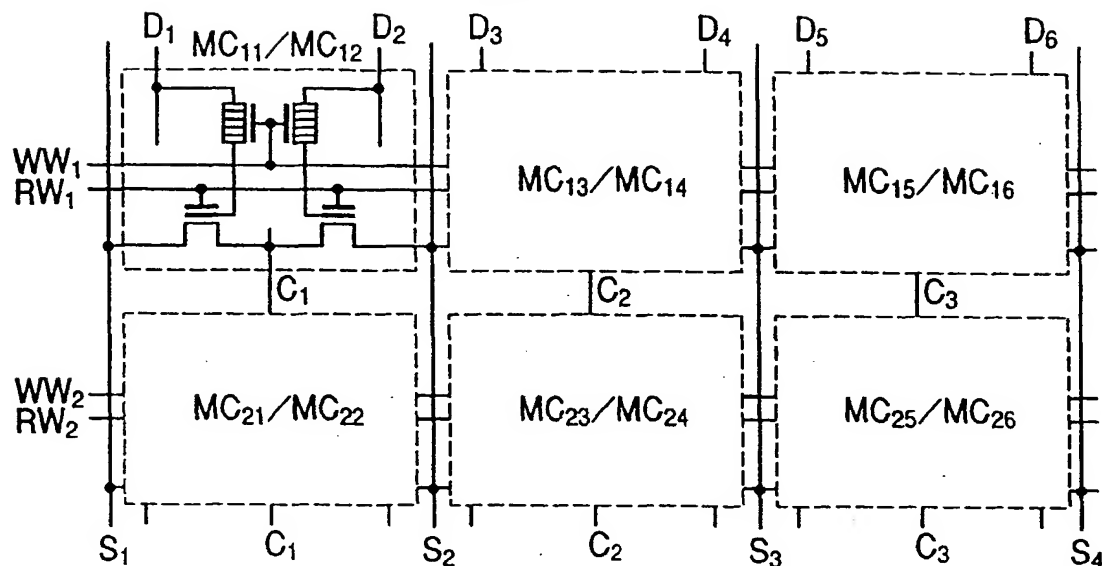 D₁ MC₁₁/MC₁₂ D₂ D₃ D₄ D₅ D₆
WW₁
RW₁
MC₁₃/MC₁₄ MC₁₅/MC₁₆
C₁ C₂ C₃
WW₂
RW₂
MC₂₁/MC₂₂ MC₂₃/MC₂₄ MC₂₅/MC₂₆
S₁ C₁ S₂ C₂ S₃ C₃ S₄